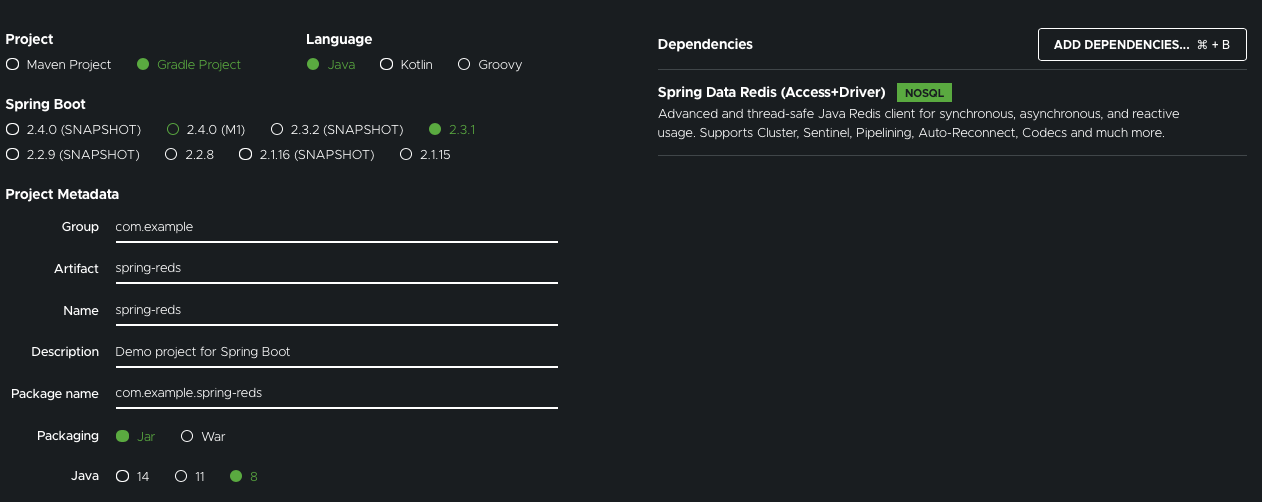 Project
Maven Project Gradle Project
Language
Java Kotlin Groovy
Spring Boot
2.4.0 (SNAPSHOT) 2.4.0 (M1) 2.3.2 (SNAPSHOT) 2.3.1
2.2.9 (SNAPSHOT) 2.2.8 2.1.16 (SNAPSHOT) 2.1.15
Project Metadata
Group com.example
Artifact spring-reds
Name spring-reds
Description Demo project for Spring Boot
Package name com.example.spring-reds
Packaging Jar War
Java 14 11 8
Dependencies ADD DEPENDENCIES... ⌘ + B
Spring Data Redis (Access+Driver) NOSQL
Advanced and thread-safe Java Redis client for synchronous, asynchronous, and reactive
usage. Supports Cluster, Sentinel, Pipelining, Auto-Reconnect, Codecs and much more.